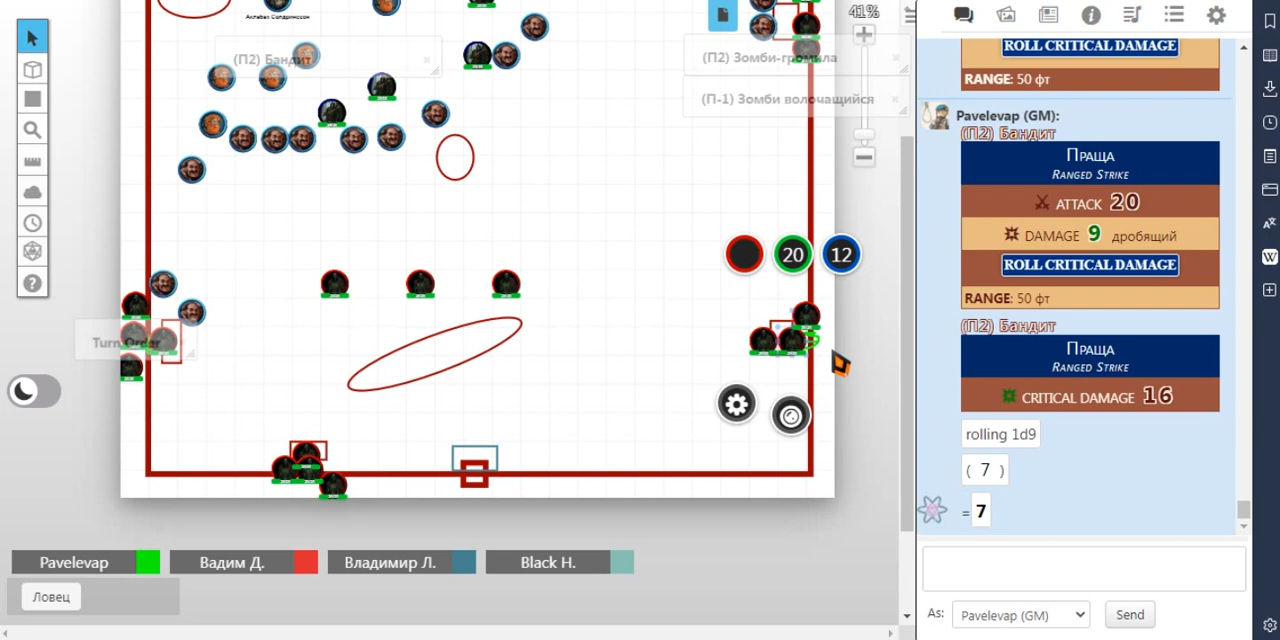 Актавал Солдринссон
41%
(П2) Бандит
(П2) Зомби-громила
(П-1) Зомби волочащийся
20
12
Turn Order
Pavelevap
Вадим Д.
Владимир Л.
Black H.
Ловец
ROLL CRITICAL DAMAGE
RANGE: 50 фт
Pavelevap (GM):
(П2) Бандит
Праща
Ranged Strike
ATTACK 20
DAMAGE 9 дробящий
ROLL CRITICAL DAMAGE
RANGE: 50 фт
(П2) Бандит
Праща
Ranged Strike
CRITICAL DAMAGE 16
rolling 1d9
( 7 )
= 7
As: Pavelevap (GM) Send